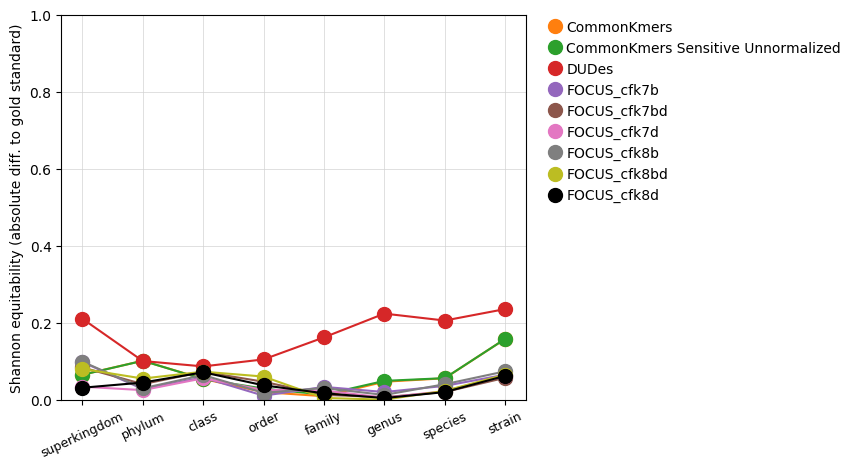 Shannon equitability (absolute diff. to gold standard)
1.0
0.8
0.6
0.4
0.2
0.0
superkingdom
phylum
class
order
family
genus
species
strain
CommonKmers
CommonKmers Sensitive Unnormalized
DUDes
FOCUS_cfk7b
FOCUS_cfk7bd
FOCUS_cfk7d
FOCUS_cfk8b
FOCUS_cfk8bd
FOCUS_cfk8d